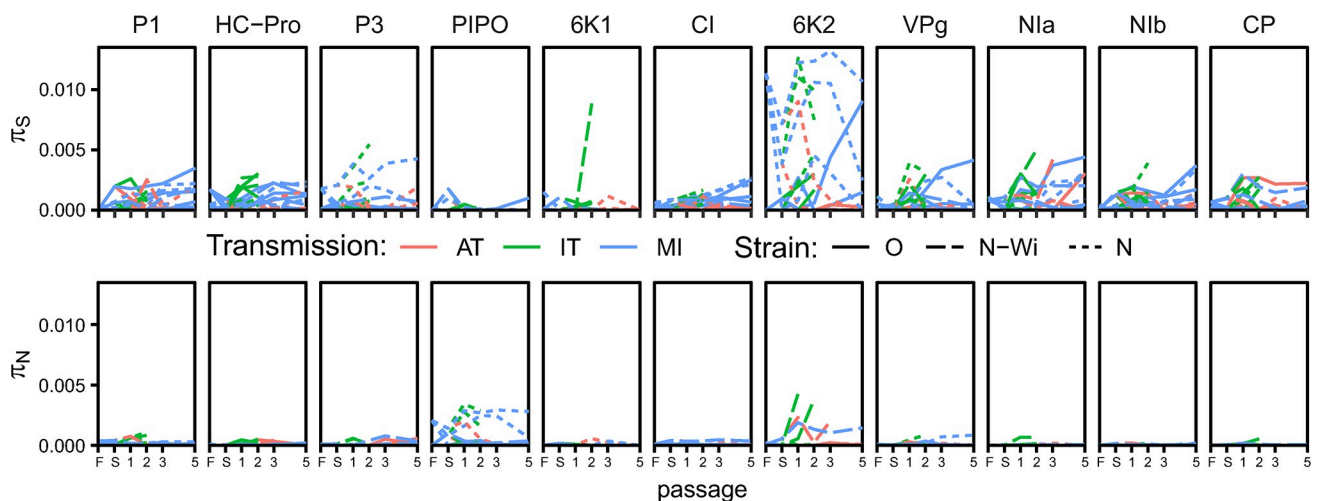 P1 HC−Pro P3 PIPO 6K1 CI 6K2 VPg NIa NIb CP
0.010
πS
0.005
0.000
Transmission: AT IT MI Strain: O N−Wi N
0.010
πN
0.005
0.000
F S 1 2 3 5 F S 1 2 3 5 F S 1 2 3 5 F S 1 2 3 5 F S 1 2 3 5 F S 1 2 3 5 F S 1 2 3 5 F S 1 2 3 5 F S 1 2 3 5 F S 1 2 3 5 F S 1 2 3 5
passage